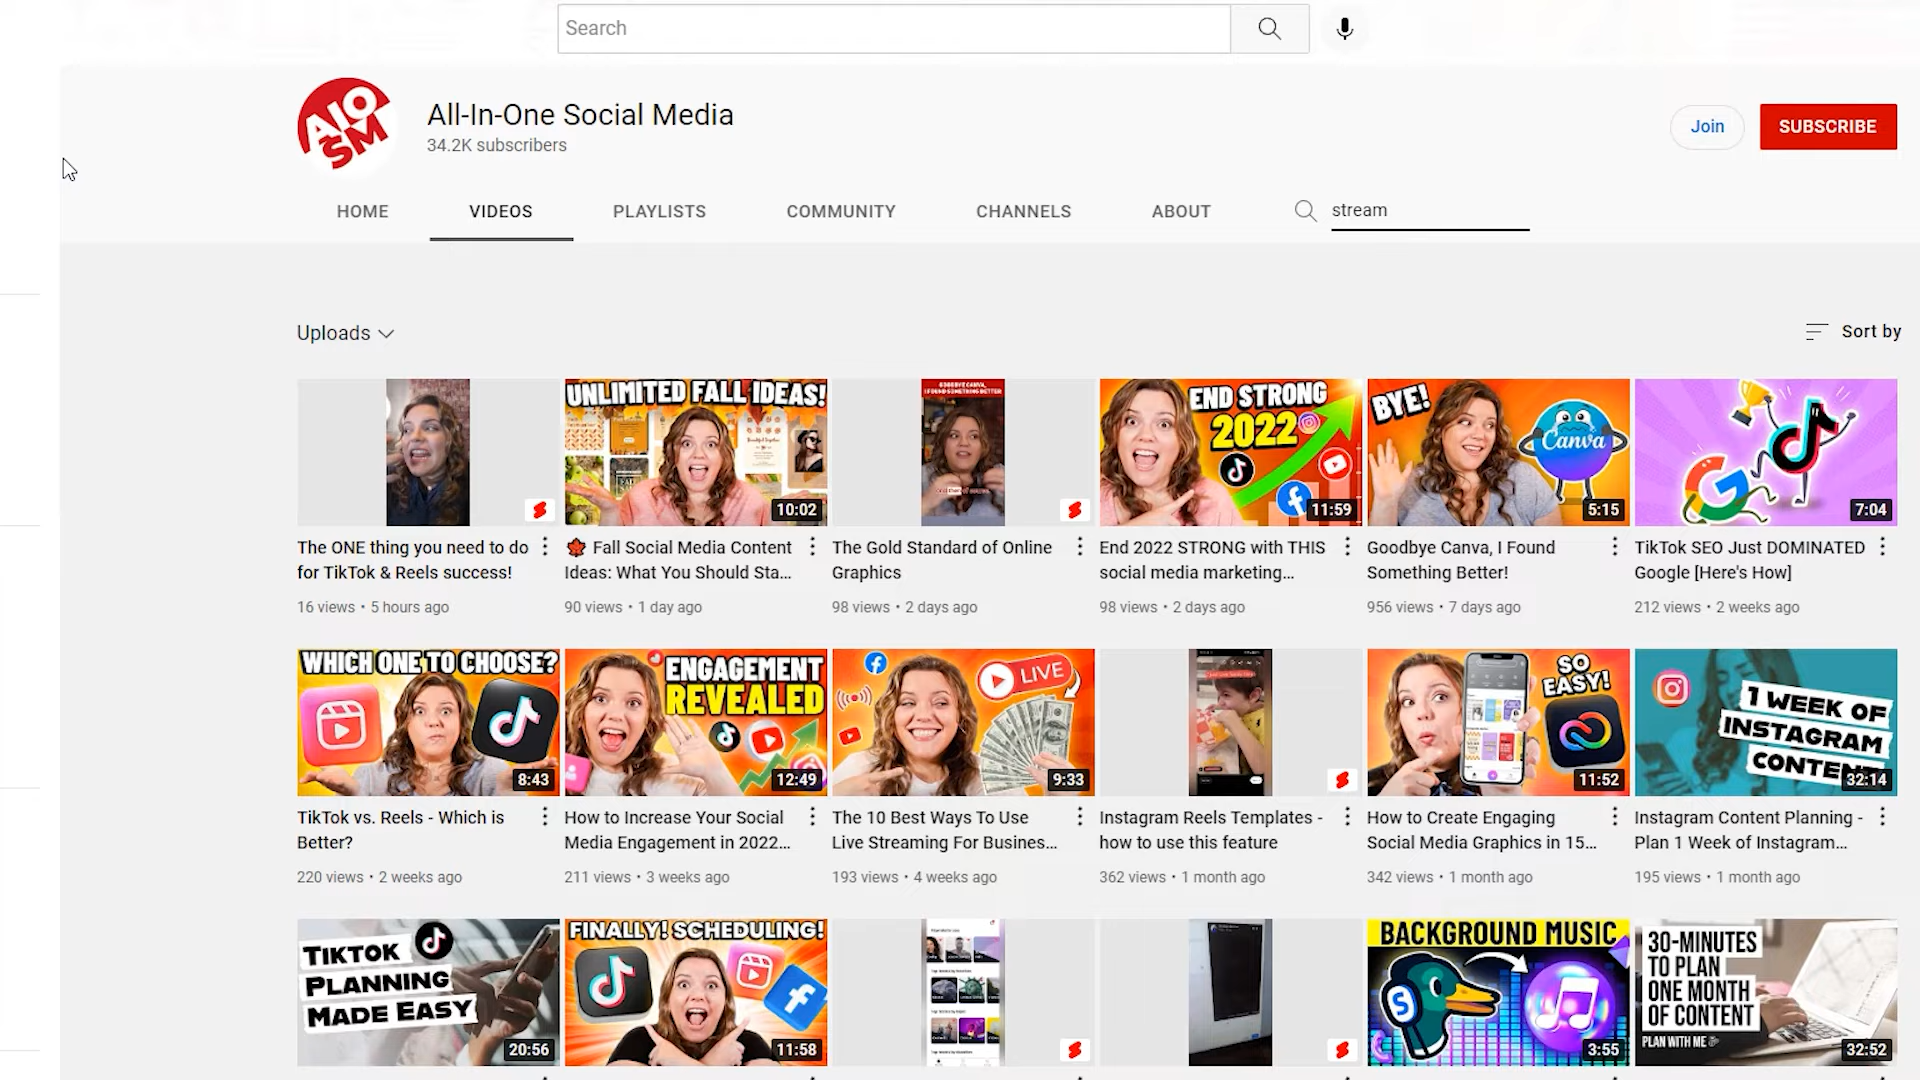 Search
AIO
SM
All-In-One Social Media
34.2K subscribers
Join
SUBSCRIBE
HOME
VIDEOS
PLAYLISTS
COMMUNITY
CHANNELS
ABOUT
stream
Uploads
Sort by
UNLIMITED FALL IDEAS!
10:02
GOODBYE CANVA,
I FOUND SOMETHING BETTER
END STRONG
2022
11:59
BYE!
Canva
5:15
7:04
The ONE thing you need to do
for TikTok & Reels success!
16 views • 5 hours ago
Fall Social Media Content
Ideas: What You Should Sta...
90 views • 1 day ago
The Gold Standard of Online
Graphics
98 views • 2 days ago
End 2022 STRONG with THIS
social media marketing...
98 views • 2 days ago
Goodbye Canva, I Found
Something Better!
956 views • 7 days ago
TikTok SEO Just DOMINATED
Google [Here's How]
212 views • 2 weeks ago
WHICH ONE TO CHOOSE?
8:43
ENGAGEMENT
REVEALED
12:49
LIVE
9:33
SO
EASY!
11:52
1 WEEK OF
INSTAGRAM
CONTENT
32:14
TikTok vs. Reels - Which is
Better?
220 views • 2 weeks ago
How to Increase Your Social
Media Engagement in 2022...
211 views • 3 weeks ago
The 10 Best Ways To Use
Live Streaming For Busines...
193 views • 4 weeks ago
Instagram Reels Templates -
how to use this feature
362 views • 1 month ago
How to Create Engaging
Social Media Graphics in 15...
342 views • 1 month ago
Instagram Content Planning -
Plan 1 Week of Instagram...
195 views • 1 month ago
TIKTOK
PLANNING
MADE EASY
20:56
FINALLY! SCHEDULING!
11:58
BACKGROUND MUSIC
S
3:55
30-MINUTES
TO PLAN
ONE MONTH
OF CONTENT
PLAN WITH ME
32:52